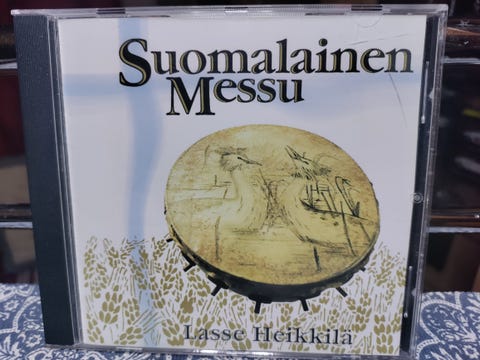 Suomalainen
Messu
Lasse Heikkilä